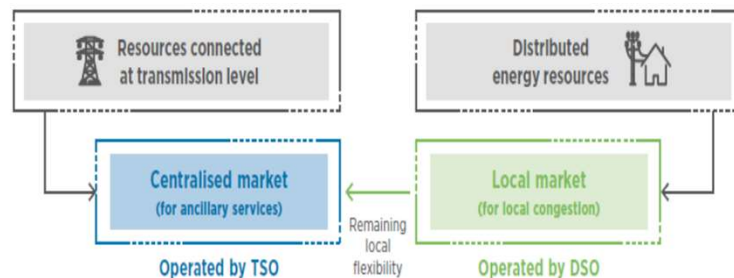 Resources connected
at transmission level
Distributed
energy resources
Centralised market
(for ancillary services)
Local market
(for local congestion)
Remaining
local
flexibility
Operated by TSO
Operated by DSO